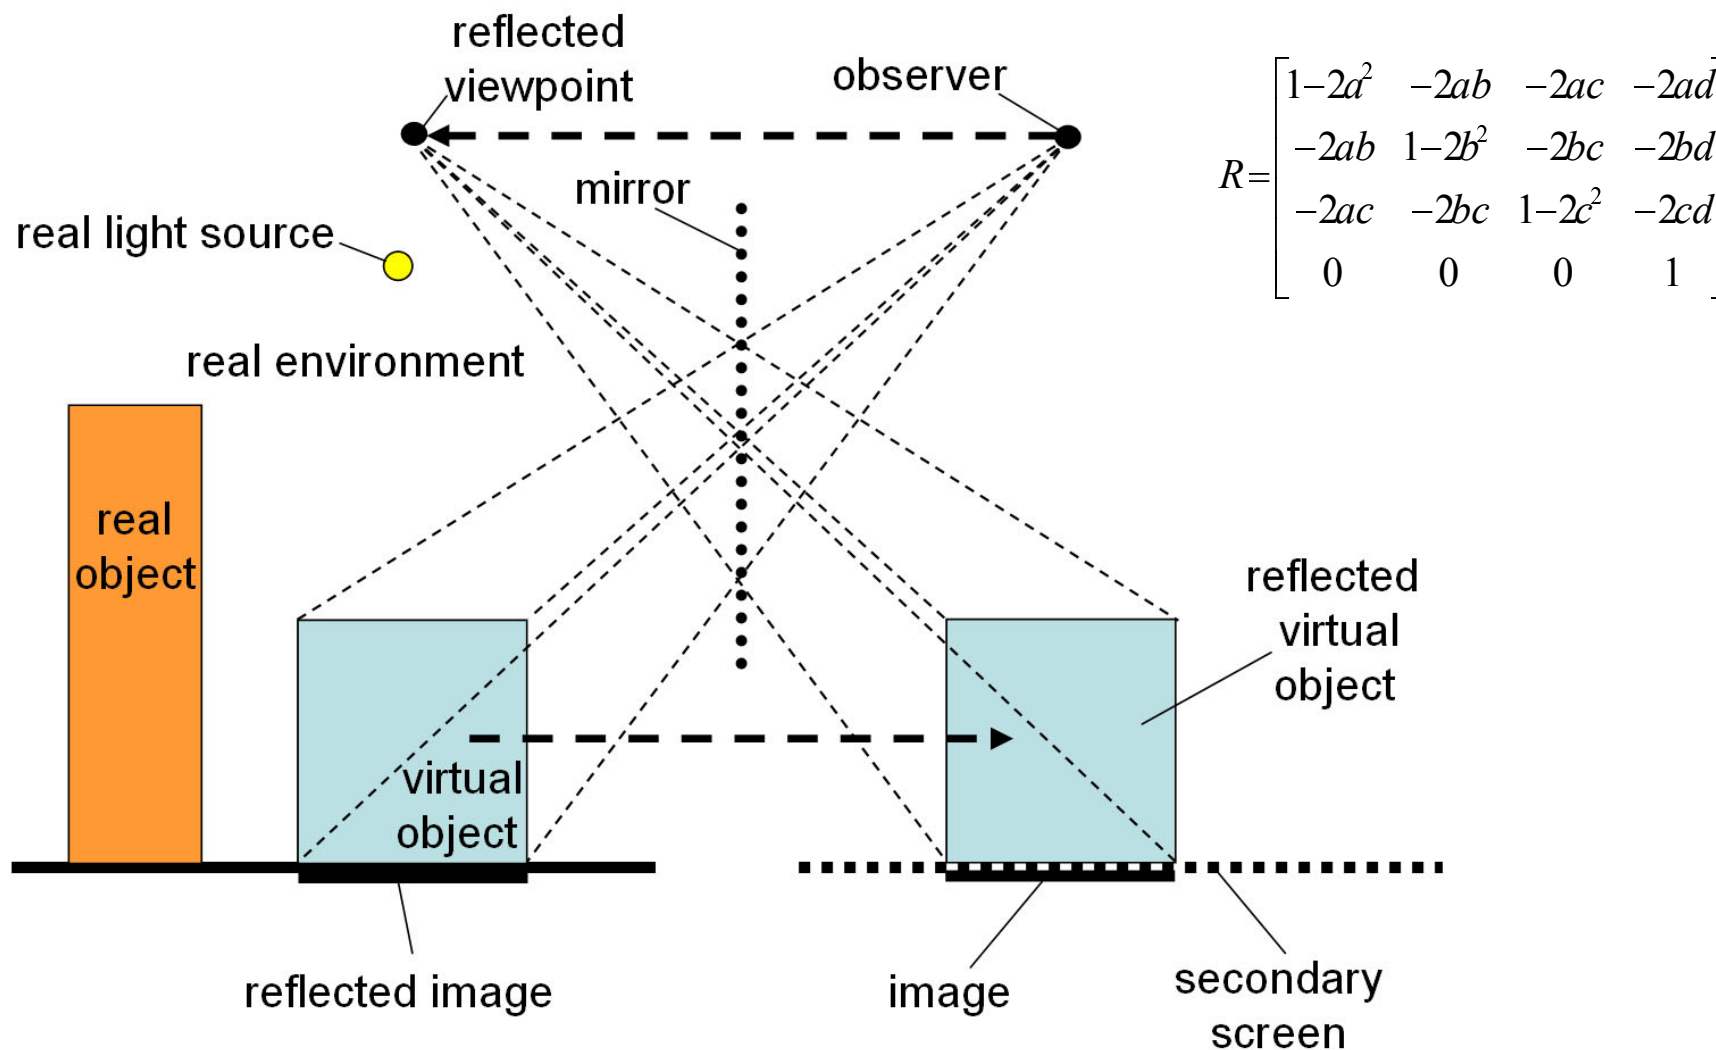 reflected
viewpoint
observer
mirror
real light source
real environment
real
object
virtual
object
reflected
virtual
object
reflected image
image
secondary
screen
R=
1−2a² −2ab −2ac −2ad
−2ab 1−2b² −2bc −2bd
−2ac −2bc 1−2c² −2cd
0 0 0 1